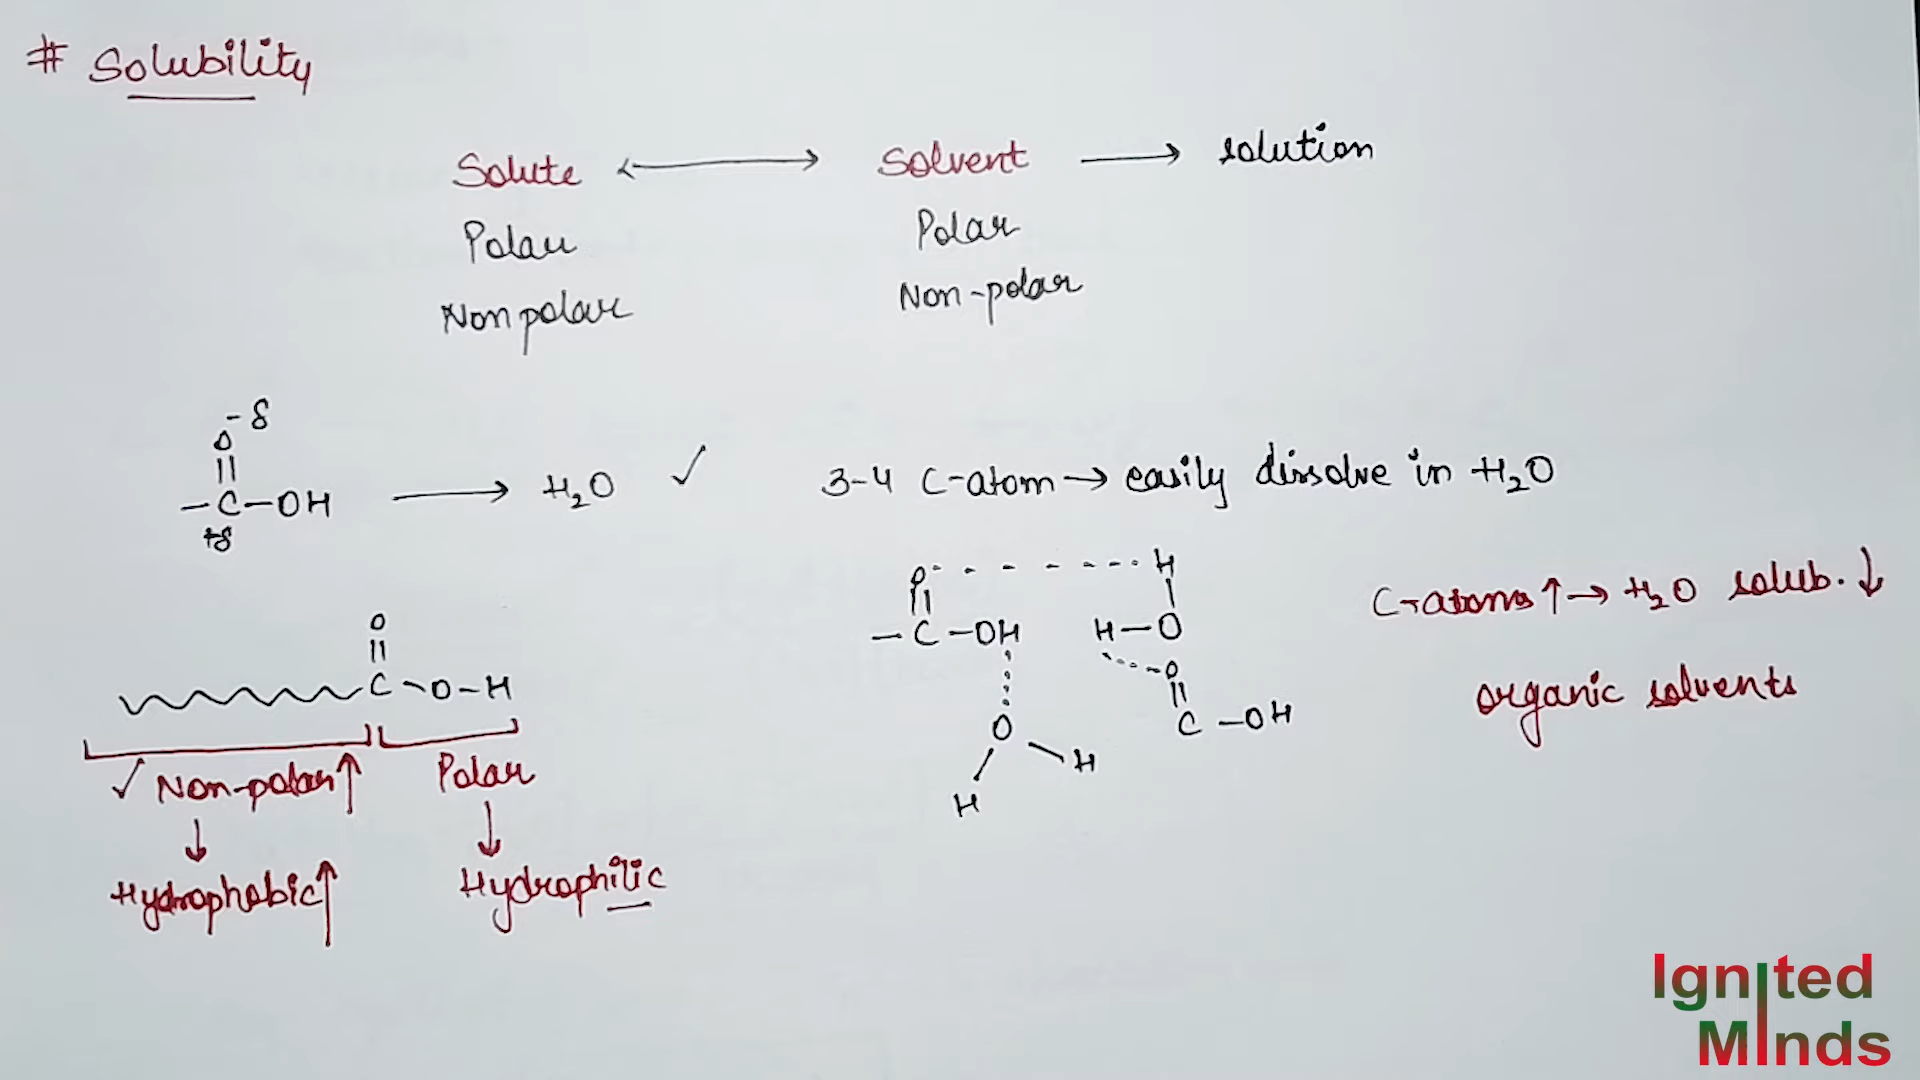 # Solubility
Solute ⟷ Solvent → solution
Polar Polar
Nonpolar Non-polar
-δ
O
||
-C-OH → H₂O ✓ 3-4 C-atom → easily dissolve in H₂O
+δ
O - - - - - H
|| |
-C-OH H-O
C-atoms ↑ → H₂O solub. ↓
O
||
C-O-H
O
||
C-OH
O
H H
organic solvents
✓ Non-polar ↑ Polar
↓ ↓
Hydrophobic ↑ Hydrophilic
Ignited
Minds